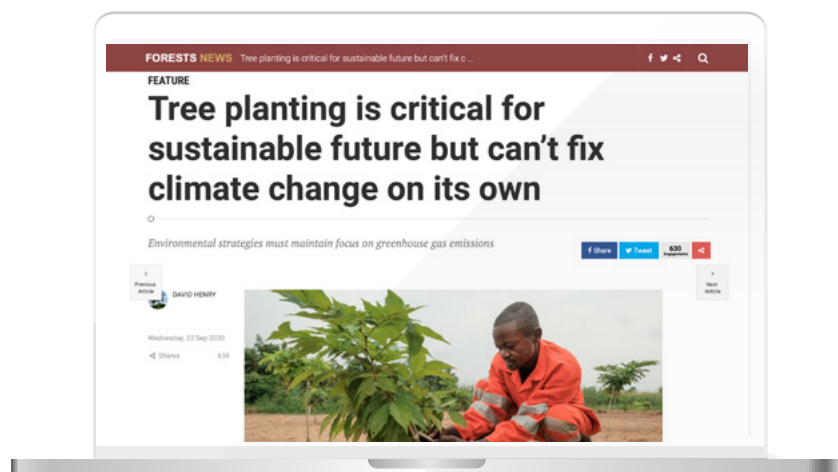 FORESTS NEWS Tree planting is critical for sustainable future but can't fix c ...
FEATURE
Tree planting is critical for
sustainable future but can't fix
climate change on its own
Environmental strategies must maintain focus on greenhouse gas emissions
Share
Tweet
630
Engagements
Previous
Article
Next
Article
DAVID HENRY
Wednesday, 23 Sep 2020
Shares 630